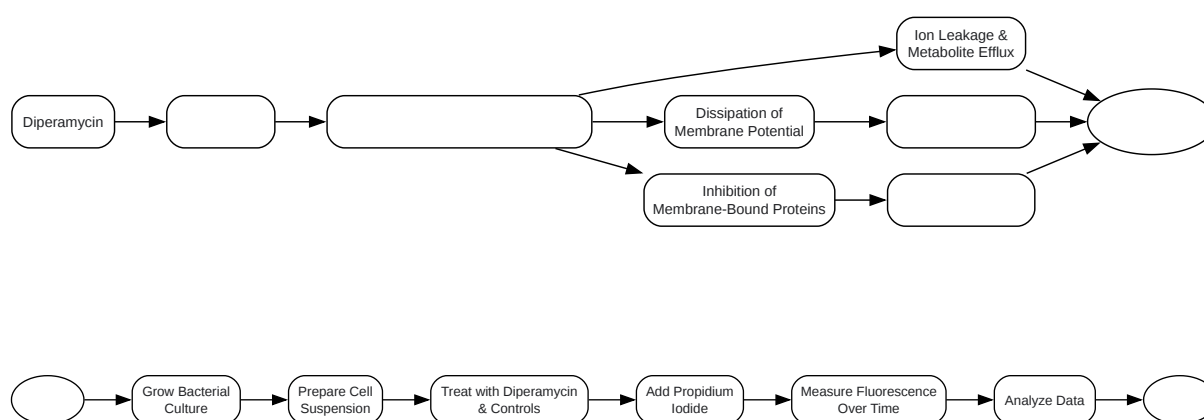 Ion Leakage &
Metabolite Efflux
Diperamycin
Dissipation of
Membrane Potential
Inhibition of
Membrane-Bound Proteins
Grow Bacterial
Culture
Prepare Cell
Suspension
Treat with Diperamycin
& Controls
Add Propidium
Iodide
Measure Fluorescence
Over Time
Analyze Data